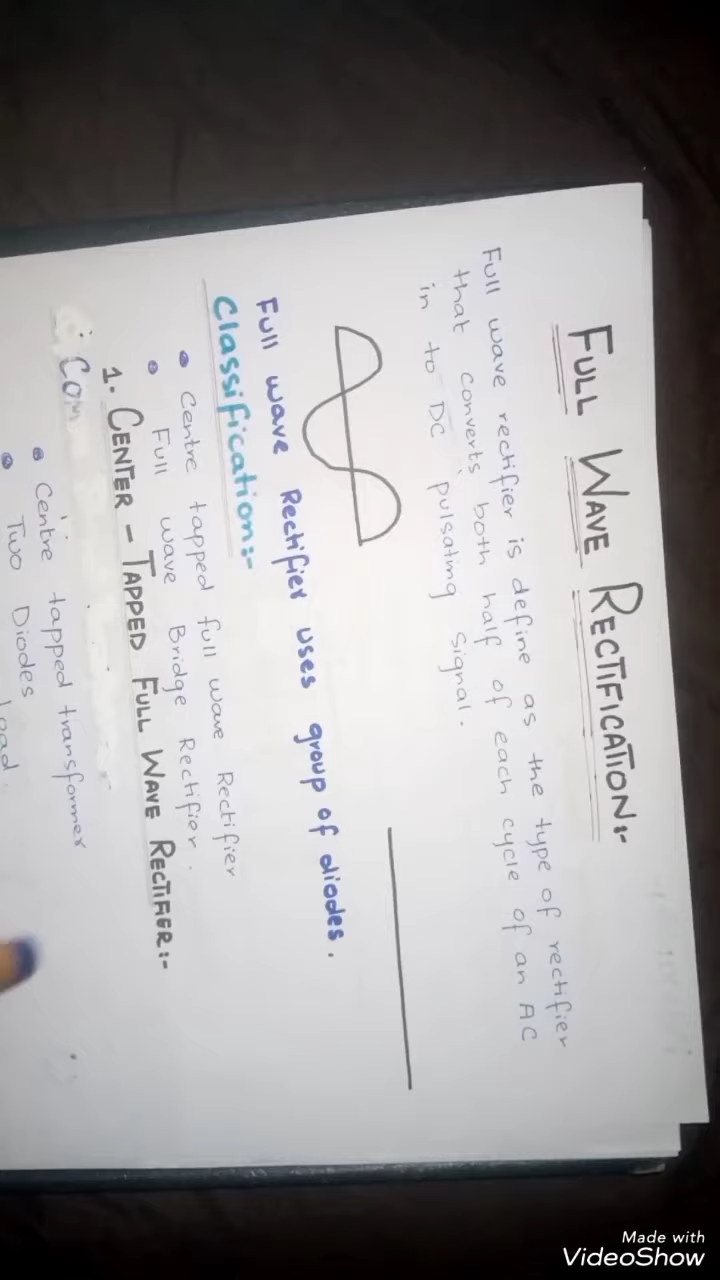 FULL WAVE RECTIFICATION:-
Full wave rectifier is define as the type of rectifier
that converts both half of each cycle of an AC
in to DC pulsating signal.
Full wave Rectifier uses group of diodes.
Classification:-
Centre tapped full wave Rectifier
Full wave Bridge Rectifier.
1. CENTER - TAPPED FULL WAVE RECTIFIER:-
Centre tapped transformer
Two Diodes
Made with
VideoShow